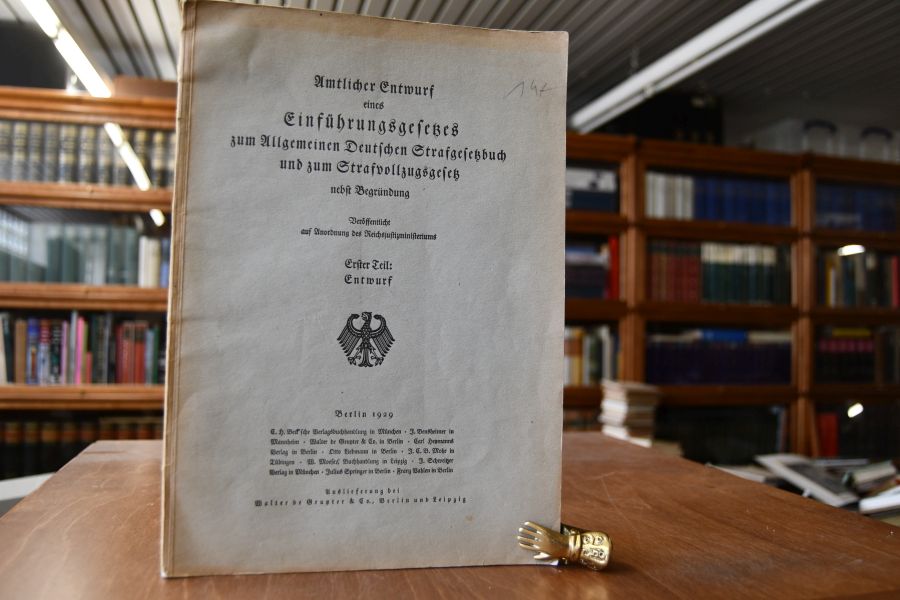 Amtlicher Entwurf
eines
Einführungsgesetzes
zum Allgemeinen Deutschen Strafgesetzbuch
und zum Strafvollzugsgesetz
nebst Begründung
Veröffentlicht
auf Anordnung des Reichsjustizministeriums
Erster Teil:
Entwurf
Berlin 1929
C. H. Beck'sche Verlagsbuchhandlung in München · J. Bensheimer in
Mannheim · Walter de Gruyter & Co. in Berlin · Carl Heymanns
Verlag in Berlin · Otto Liebmann in Berlin · J. C. B. Mohr in
Tübingen · W. Moeser, Buchhandlung in Leipzig · J. Schweitzer
Verlag in München · Julius Springer in Berlin · Franz Vahlen in Berlin
Auslieferung bei
Walter de Gruyter & Co., Berlin und Leipzig